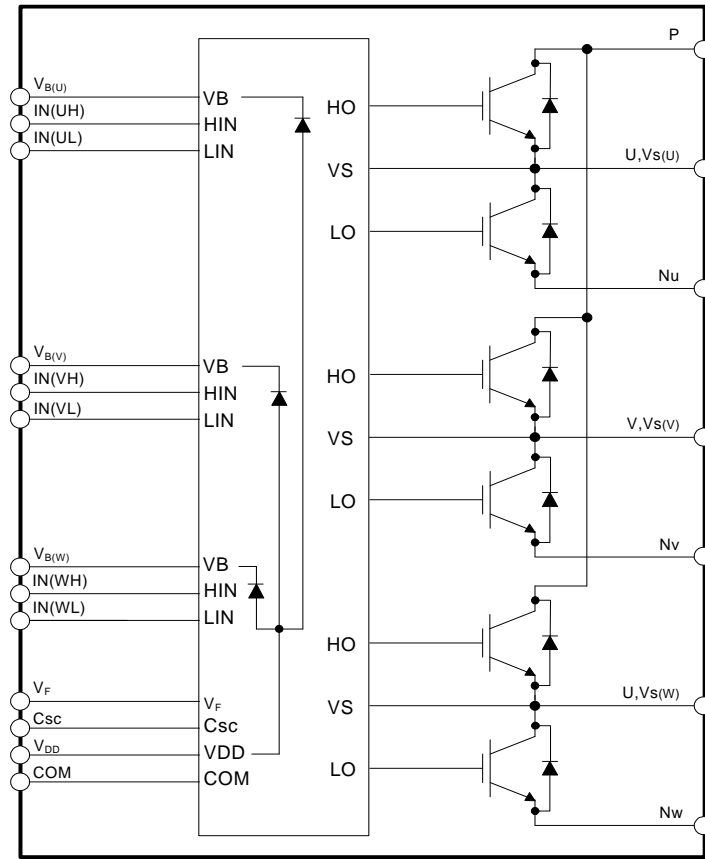 P
VB(U)
IN(UH)
IN(UL)
VB
HIN
LIN
HO
VS
LO
U,Vs(U)
Nu
VB(V)
IN(VH)
IN(VL)
VB
HIN
LIN
HO
VS
LO
V,Vs(V)
Nv
VB(W)
IN(WH)
IN(WL)
VB
HIN
LIN
HO
VS
LO
U,Vs(W)
Nw
VF
Csc
VDD
COM
VF
Csc
VDD
COM